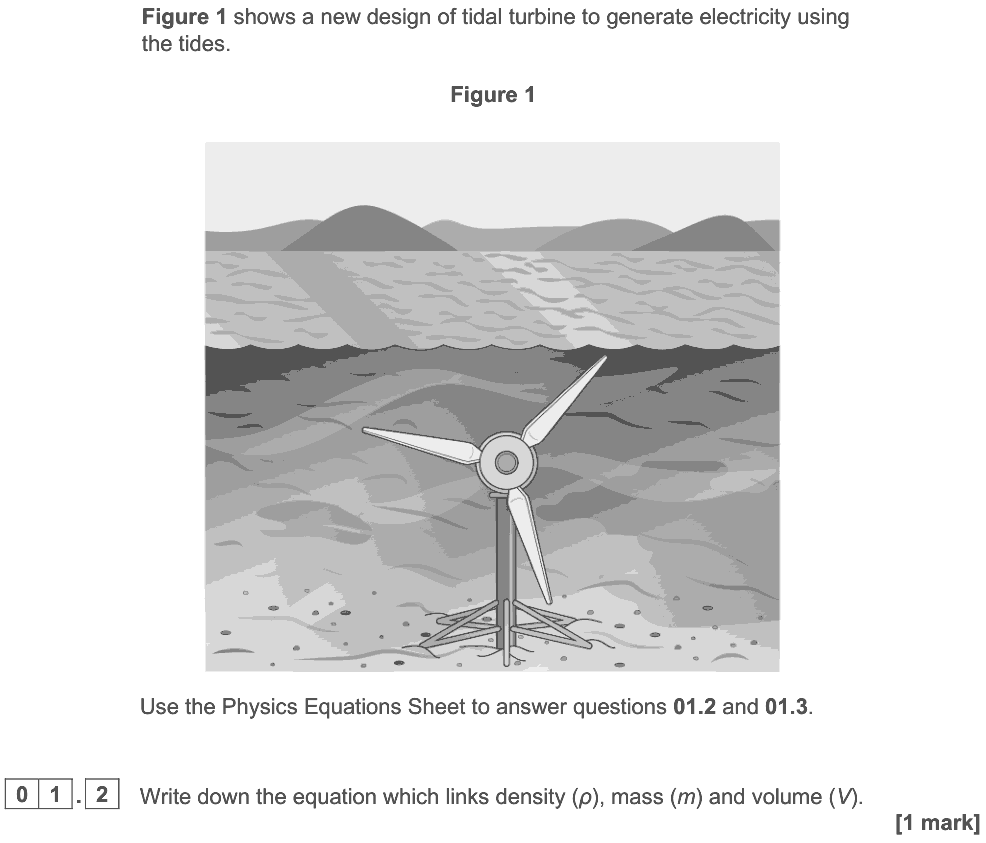 Figure 1 shows a new design of tidal turbine to generate electricity using
the tides.
Figure 1
Use the Physics Equations Sheet to answer questions 01.2 and 01.3.
0 1 . 2 Write down the equation which links density (ρ), mass (m) and volume (V).
[1 mark]